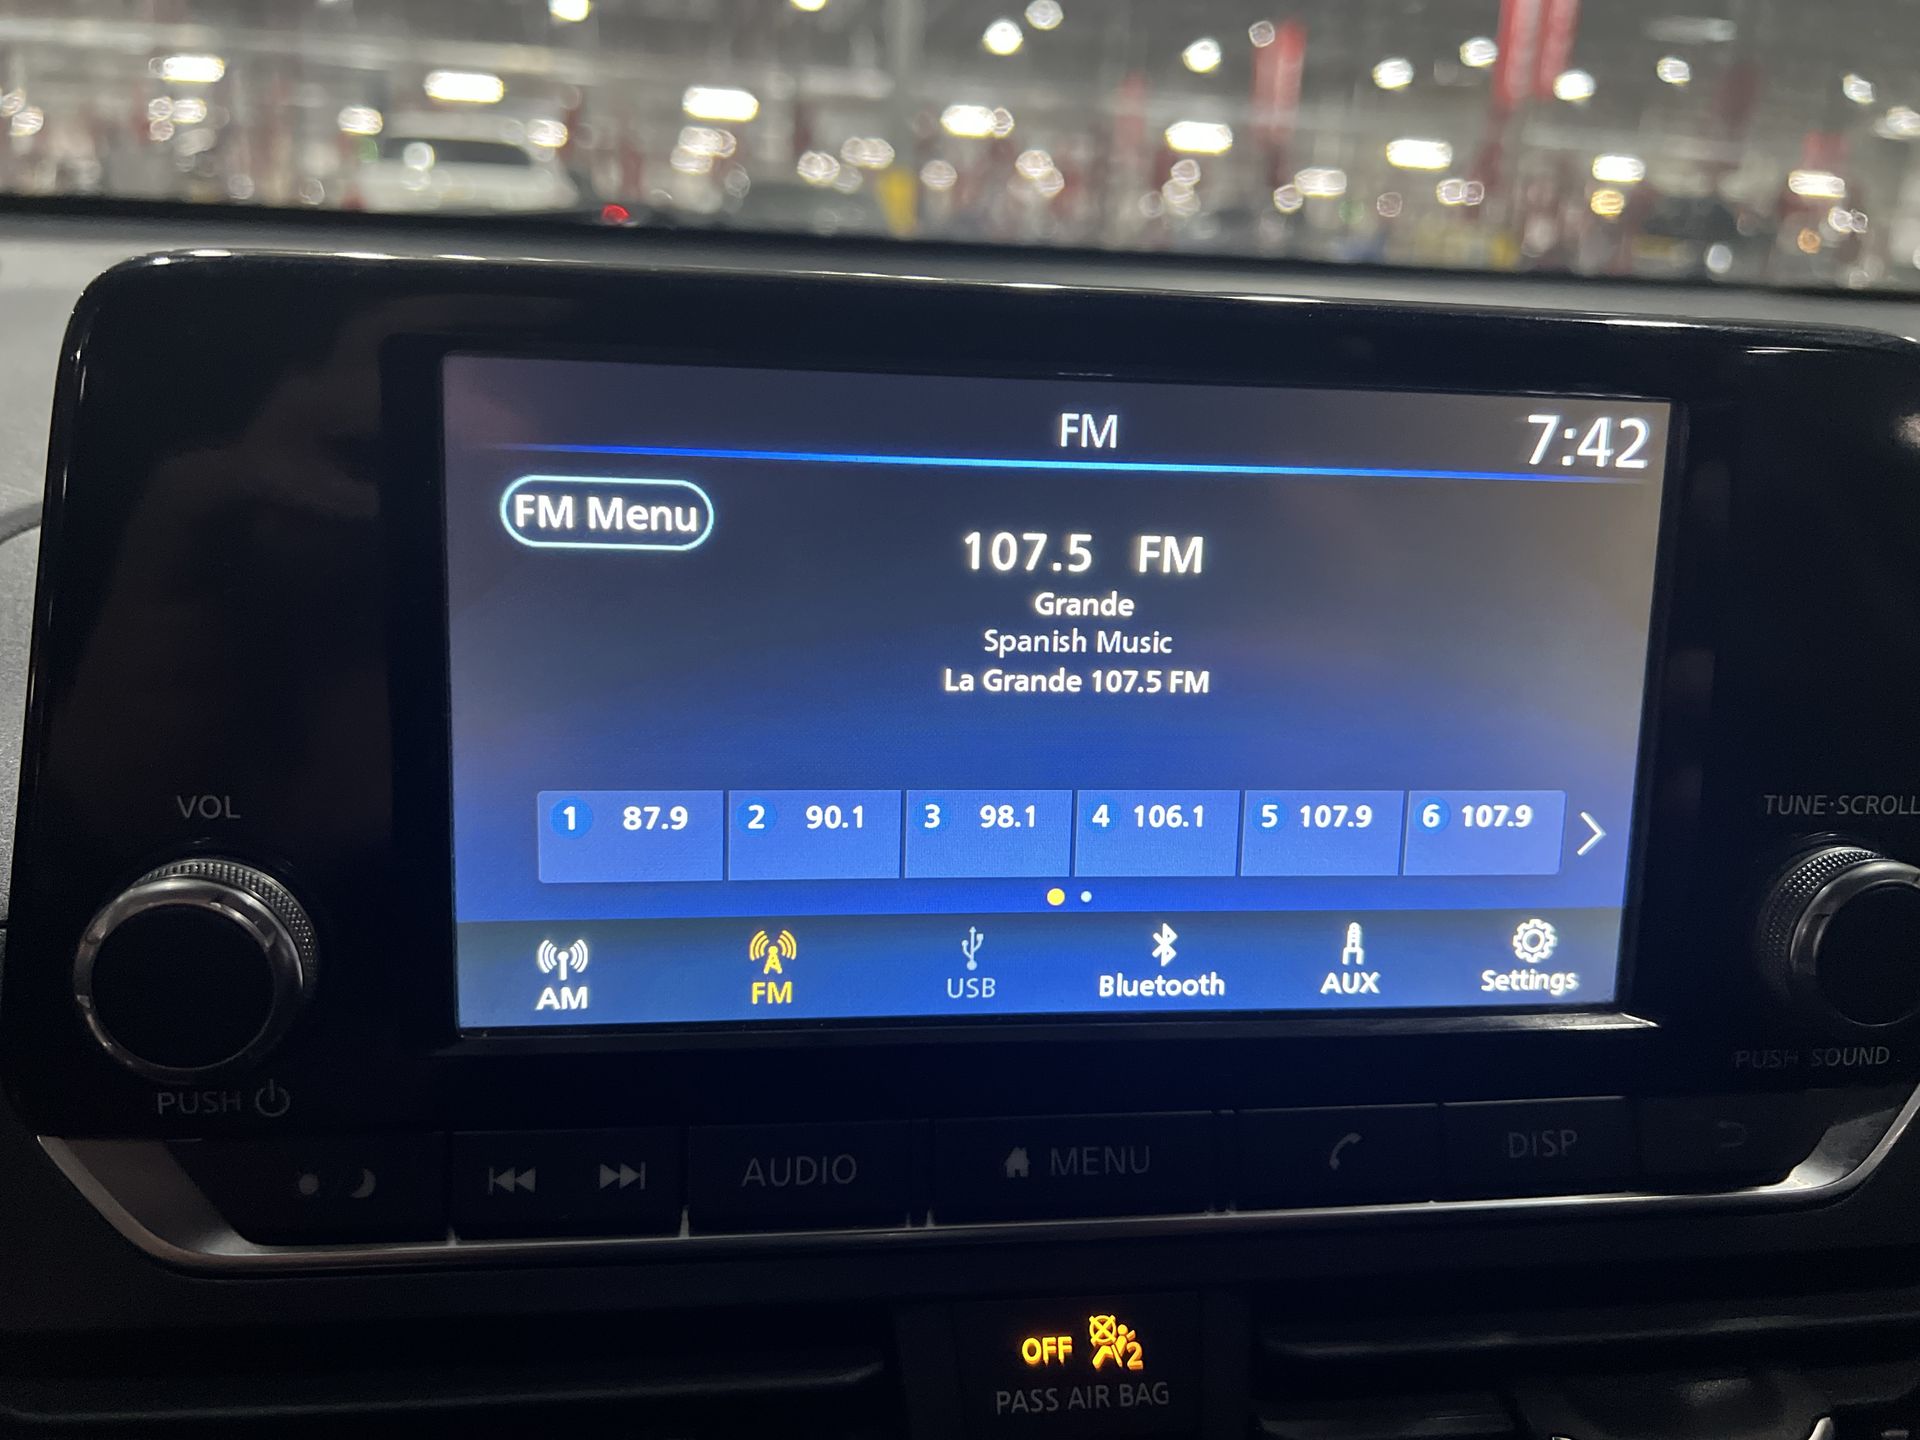 FM
7:42
FM Menu
107.5 FM
Grande
Spanish Music
La Grande 107.5 FM
1 87.9 2 90.1 3 98.1 4 106.1 5 107.9 6 107.9
AM FM USB Bluetooth AUX Settings
VOL
PUSH
TUNE·SCROLL
PUSH SOUND
AUDIO MENU DISP
OFF 2
PASS AIR BAG